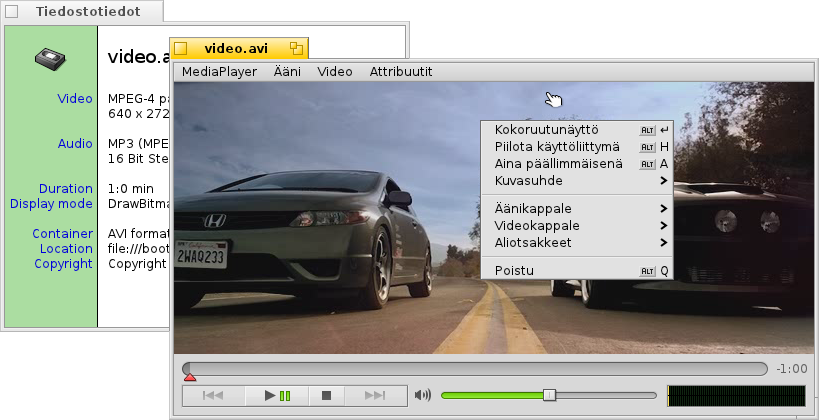 Tiedostotiedot
video.a
Video
MPEG-4 pa
640 x 272
Audio
MP3 (MPE
16 Bit Ste
Duration
1:0 min
Display mode
DrawBitma
Container
AVI format
Location
file:///boot
Copyright
Copyright
video.avi
MediaPlayer Ääni Video Attribuutit
Kokoruutunäyttö ALT ↵
Piilota käyttöliittymä ALT H
Aina päällimmäisenä ALT A
Kuvasuhde
Äänikappale
Videokappale
Aliotsakkeet
Poistu ALT Q
California
2WAQ233
-1:00